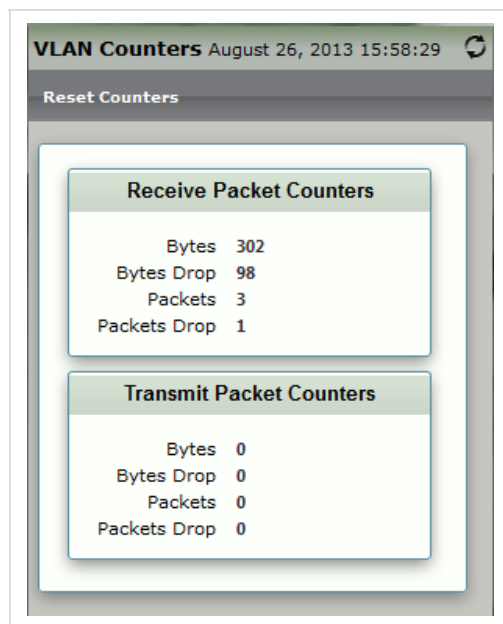 VLAN Counters August 26, 2013 15:58:29
Reset Counters
Receive Packet Counters
Bytes 302
Bytes Drop 98
Packets 3
Packets Drop 1
Transmit Packet Counters
Bytes 0
Bytes Drop 0
Packets 0
Packets Drop 0